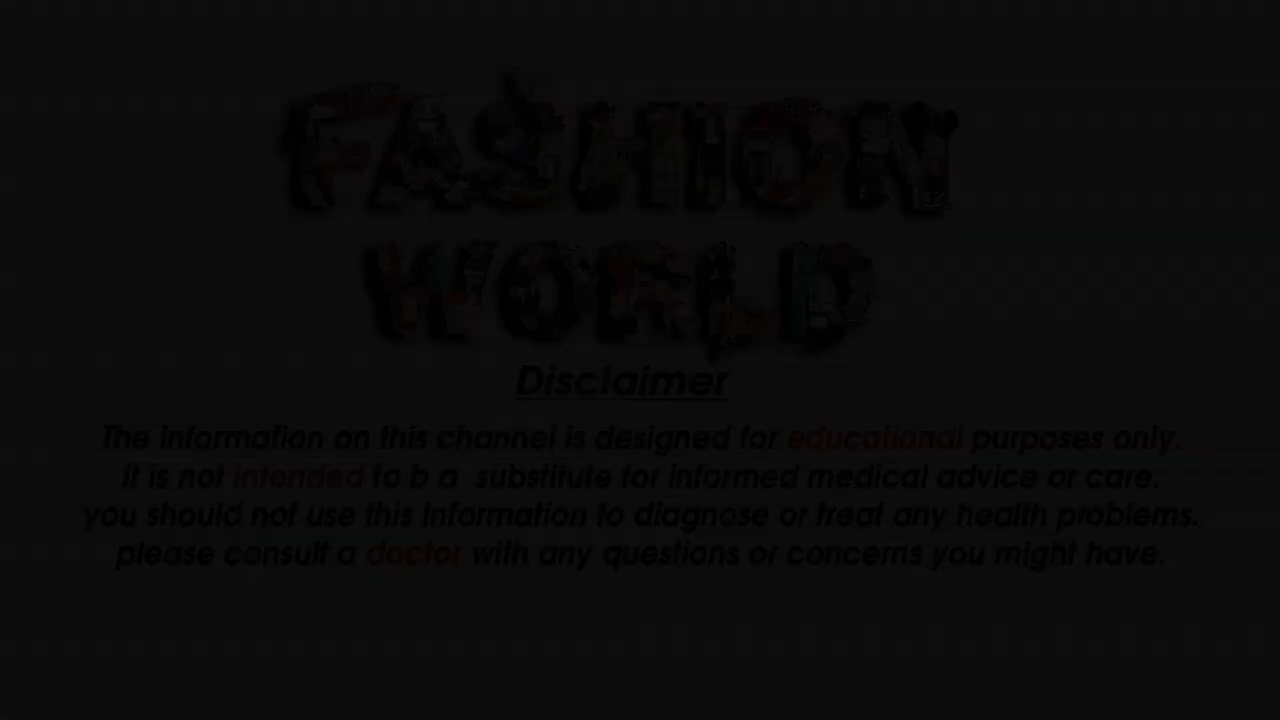 FASHION
WORLD
Disclaimer
The information on this channel is designed for educational purposes only.
It is not intended to b a substitute for informed medical advice or care.
you should not use this information to diagnose or treat any health problems.
please consult a doctor with any questions or concerns you might have.